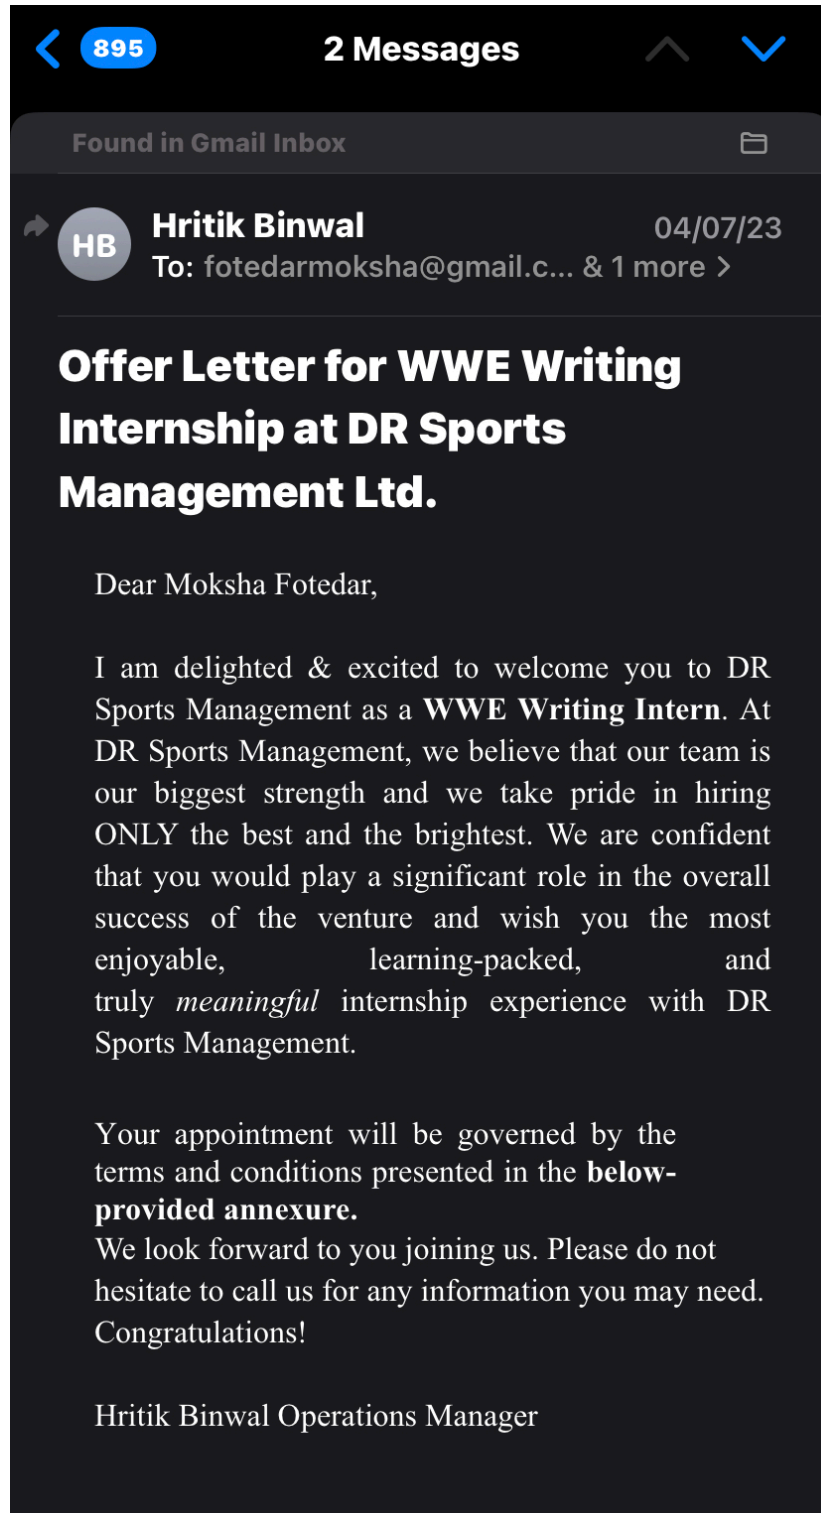 895
2 Messages
Found in Gmail Inbox
HB
Hritik Binwal
04/07/23
To: fotedarmoksha@gmail.c... & 1 more >
Offer Letter for WWE Writing
Internship at DR Sports
Management Ltd.
Dear Moksha Fotedar,
I am delighted & excited to welcome you to DR
Sports Management as a WWE Writing Intern. At
DR Sports Management, we believe that our team is
our biggest strength and we take pride in hiring
ONLY the best and the brightest. We are confident
that you would play a significant role in the overall
success of the venture and wish you the most
enjoyable, learning-packed, and
truly meaningful internship experience with DR
Sports Management.
Your appointment will be governed by the
terms and conditions presented in the below-
provided annexure.
We look forward to you joining us. Please do not
hesitate to call us for any information you may need.
Congratulations!
Hritik Binwal Operations Manager